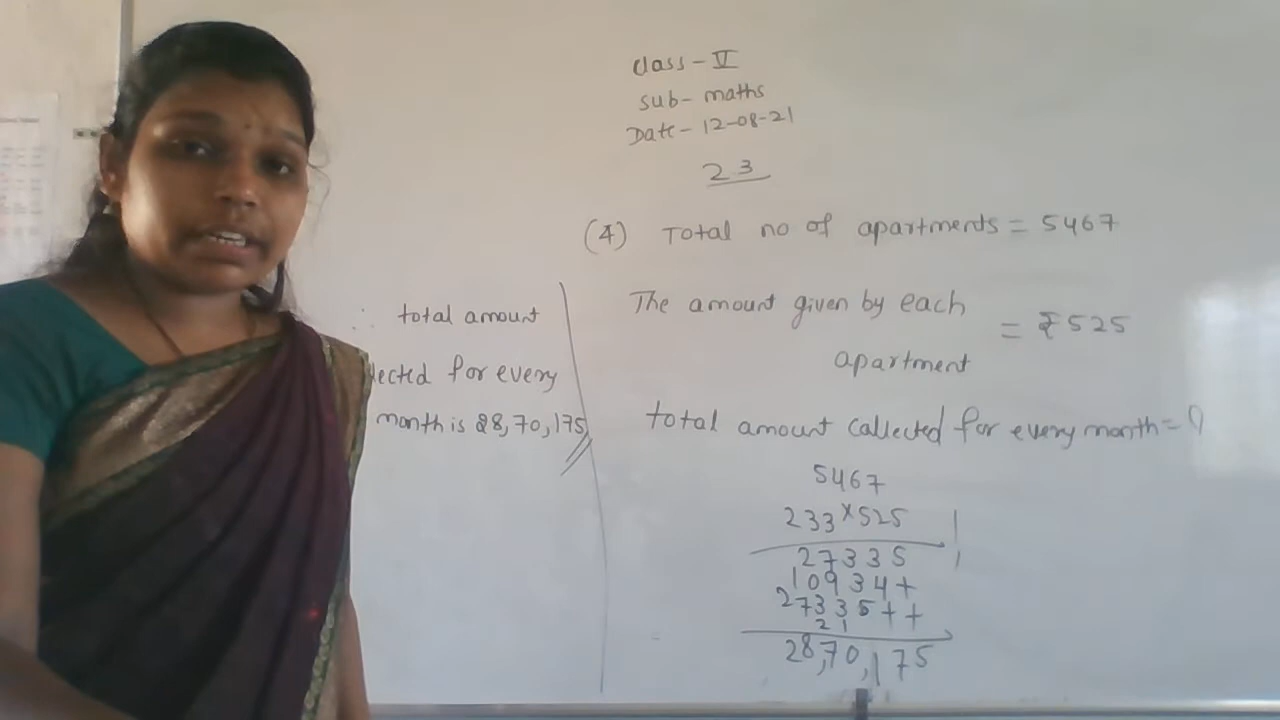 Class - V
Sub - maths
Date - 12-08-21
23
(4) Total no of apartments = 5467
The amount given by each = ₹525
apartment
total amount collected for every month = ?
5467
233 × 525
27335
10934+
27335++
21
28,70,175
∴ total amount
lected for every
month is 28,70,175